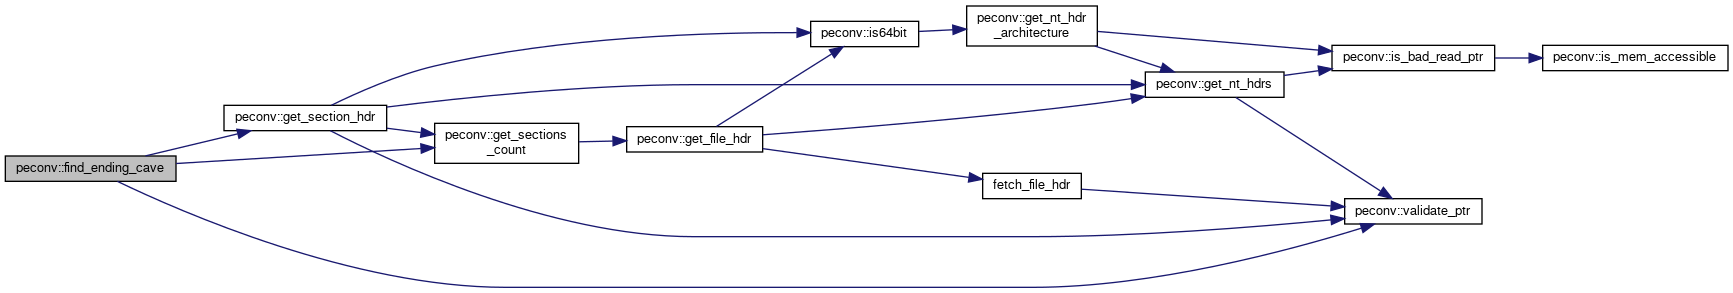 peconv::find_ending_cave
peconv::get_section_hdr
peconv::get_sections
_count
peconv::get_file_hdr
peconv::is64bit
fetch_file_hdr
peconv::get_nt_hdr
_architecture
peconv::get_nt_hdrs
peconv::is_bad_read_ptr
peconv::validate_ptr
peconv::is_mem_accessible